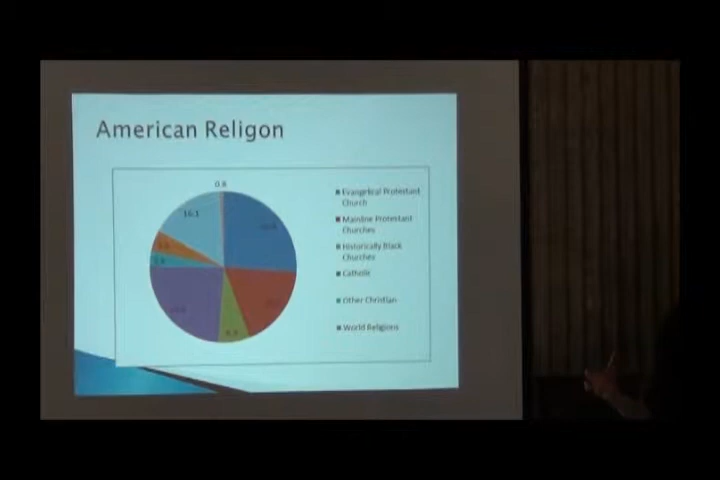 American Religon
0.8
16.1
Evangelical Protestant
Church
Mainline Protestant
Churches
Historically Black
Churches
Catholic
Other Christian
World Religions